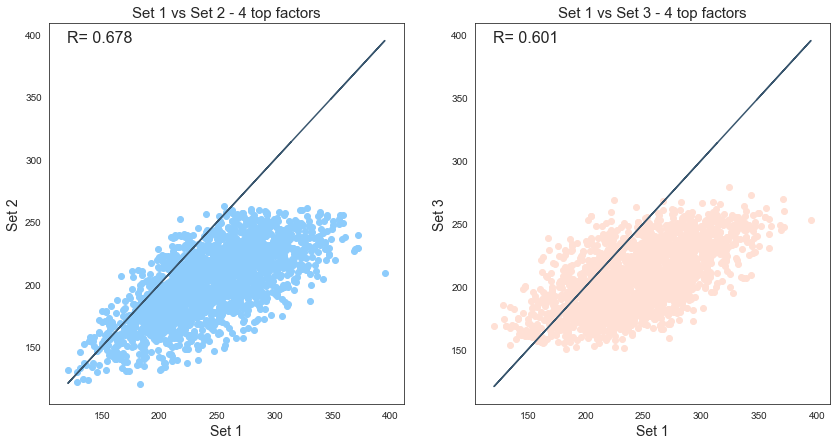 Set 1 vs Set 2 - 4 top factors
R= 0.678
400
350
300
250
200
150
Set 2
150 200 250 300 350 400
Set 1
Set 1 vs Set 3 - 4 top factors
R= 0.601
400
350
300
250
200
150
Set 3
150 200 250 300 350 400
Set 1